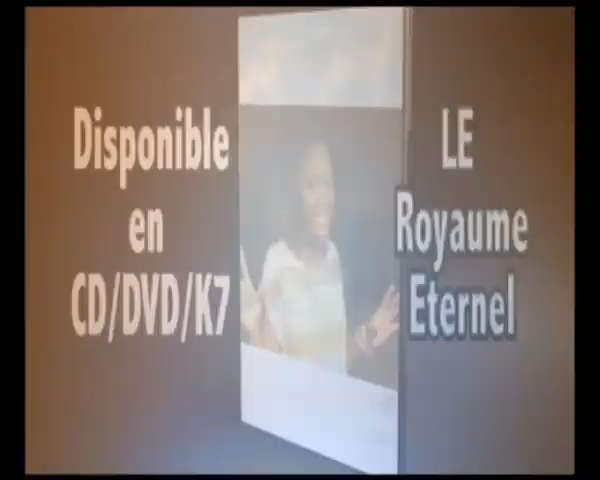 Disponible
en
CD/DVD/K7
LE
Royaume
Eternel